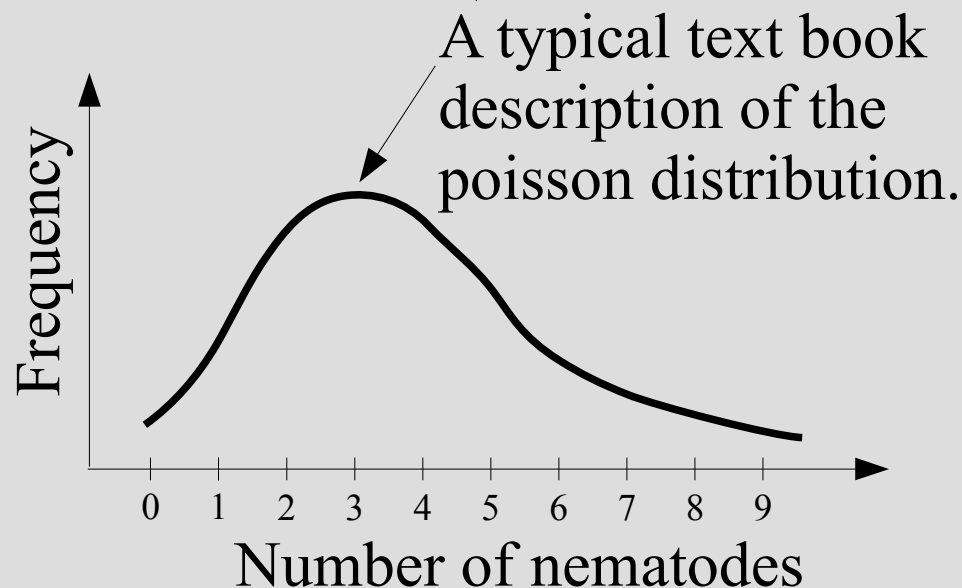 A typical text book
description of the
poisson distribution.
Frequency
0 1 2 3 4 5 6 7 8 9
Number of nematodes